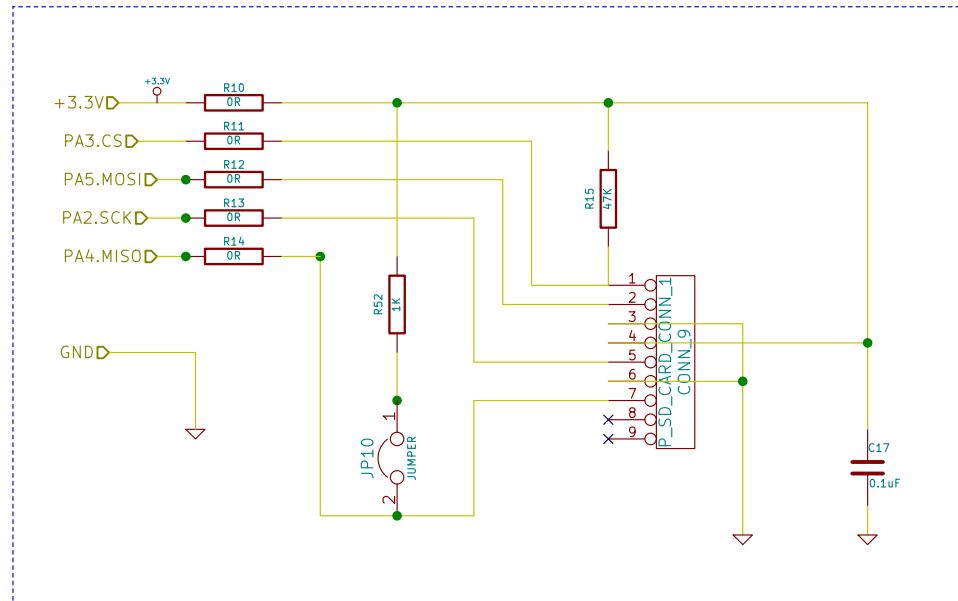 +3.3V
+3.3V
R10
0R
PA3.CS
R11
0R
PA5.MOSI
R12
0R
PA2.SCK
R13
0R
PA4.MISO
R14
0R
R15
47K
R52
1K
GND
1
2
3
4
5
6
7
8
9
P_SD_CARD_CONN_1
CONN_9
1
JP10
JUMPER
2
C17
0.1uF